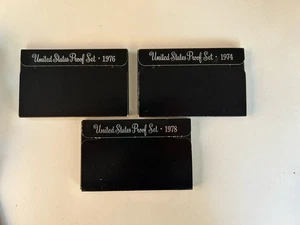 United States Proof Set · 1976
United States Proof Set · 1974
United States Proof Set · 1978